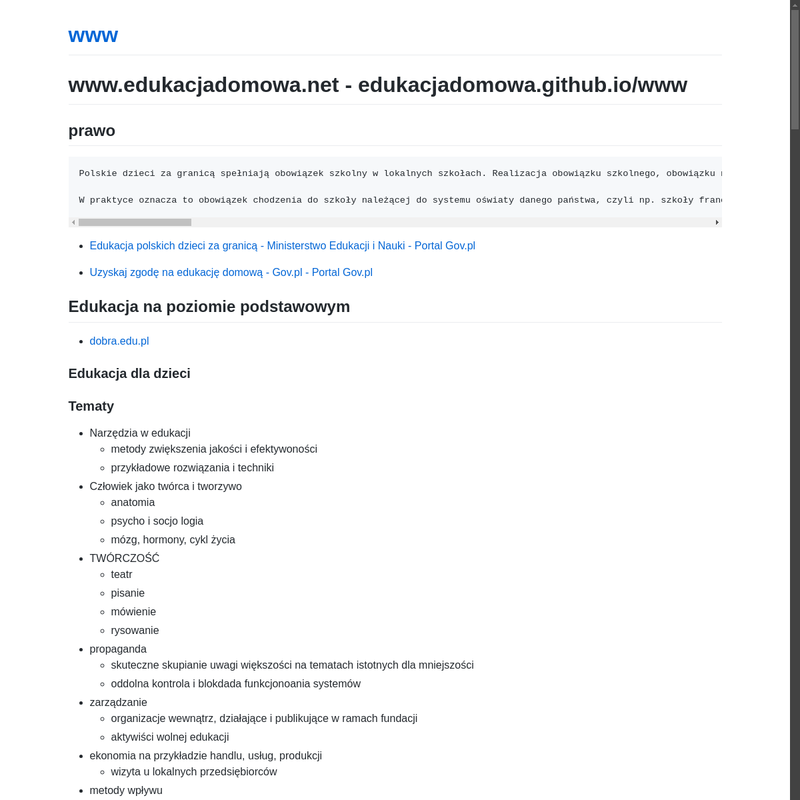 www
www.edukacjadomowa.net - edukacjadomowa.github.io/www
prawo
Polskie dzieci za granicą spełniają obowiązek szkolny w lokalnych szkołach. Realizacja obowiązku szkolnego, obowiązku
W praktyce oznacza to obowiązek chodzenia do szkoły należącej do systemu oświaty danego państwa, czyli np. szkoły
Edukacja polskich dzieci za granicą - Ministerstwo Edukacji i Nauki - Portal Gov.pl
Uzyskaj zgodę na edukację domową - Gov.pl - Portal Gov.pl
Edukacja na poziomie podstawowym
dobra.edu.pl
Edukacja dla dzieci
Tematy
Narzędzia w edukacji
metody zwiększenia jakości i efektywoności
przykładowe rozwiązania i techniki
Człowiek jako twórca i tworzywo
anatomia
psycho i socjo logia
mózg, hormony, cykl życia
TWÓRCZOŚĆ
teatr
pisanie
mówienie
rysowanie
propaganda
skuteczne skupianie uwagi większości na tematach istotnych dla mniejszości
oddolna kontrola i blokdada funkcjonoania systemów
zarządzanie
organizacje wewnątrz, działające i publikujące w ramach fundacji
aktywiści wolnej edukacji
ekonomia na przykładzie handlu, usług, produkcji
wizyta u lokalnych przedsiębiorców
metody wpływu